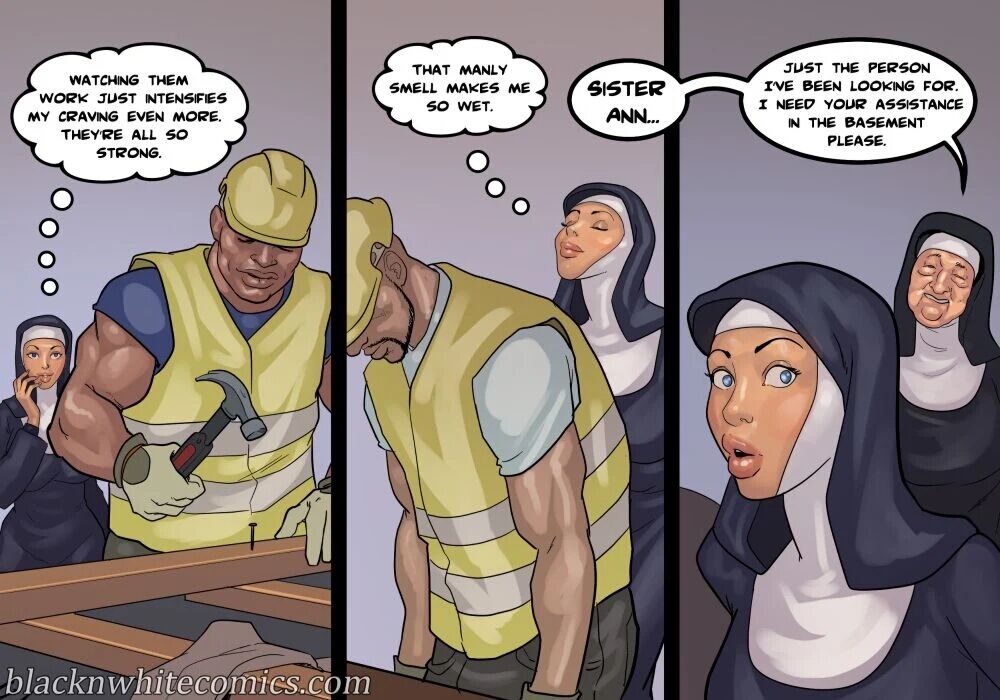 WATCHING THEM
WORK JUST INTENSIFIES
MY CRAVING EVEN MORE.
THEY'RE ALL SO
STRONG.
THAT MANLY
SMELL MAKES ME
SO WET.
SISTER
ANN...
JUST THE PERSON
I'VE BEEN LOOKING FOR.
I NEED YOUR ASSISTANCE
IN THE BASEMENT
PLEASE.
blacknwhitecomics.com